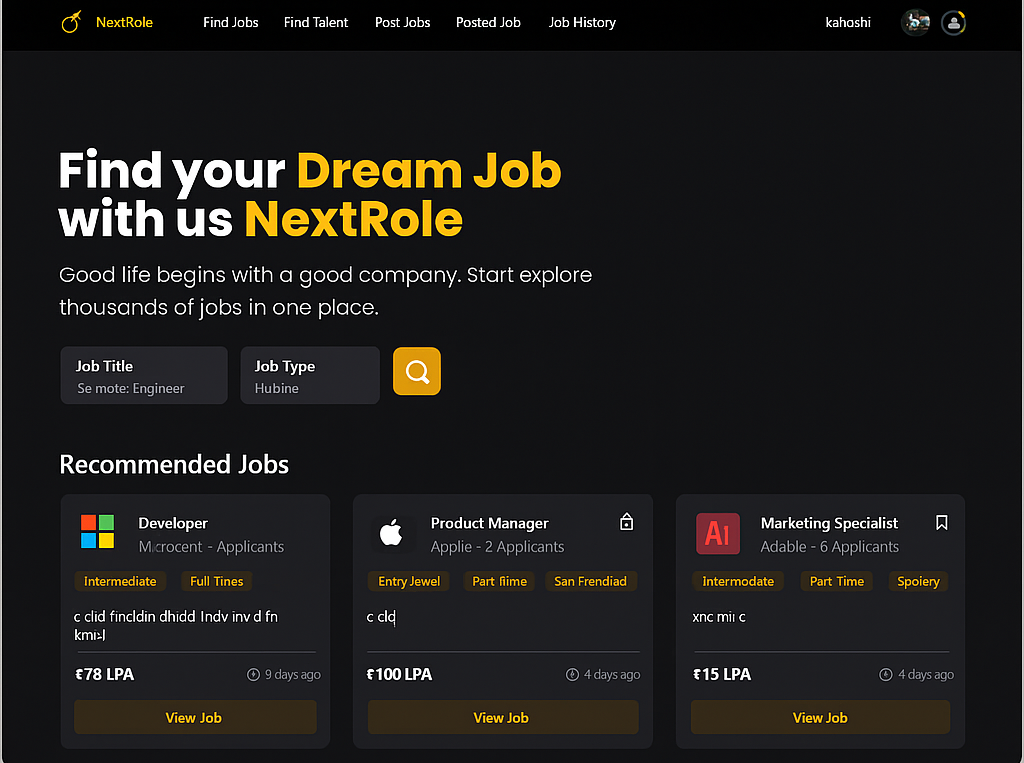 NextRole Find Jobs Find Talent Post Jobs Posted Job Job History kahoshi
Find your Dream Job
with us NextRole
Good life begins with a good company. Start explore
thousands of jobs in one place.
Job Title Job Type
Se mote: Engineer Hubine
Recommended Jobs
Developer
Microcent - Applicants
Intermediate Full Tines
c clid fincldin dhidd Indv inv d fn
₹78 LPA 9 days ago
View Job
Product Manager
Applie - 2 Applicants
Entry Jewel Part fiime San Frendiad
c clq
₹100 LPA 4 days ago
View Job
AI Marketing Specialist
Adable - 6 Applicants
Intermodate Part Time Spoiery
xnc mii c
₹15 LPA 4 days ago
View Job